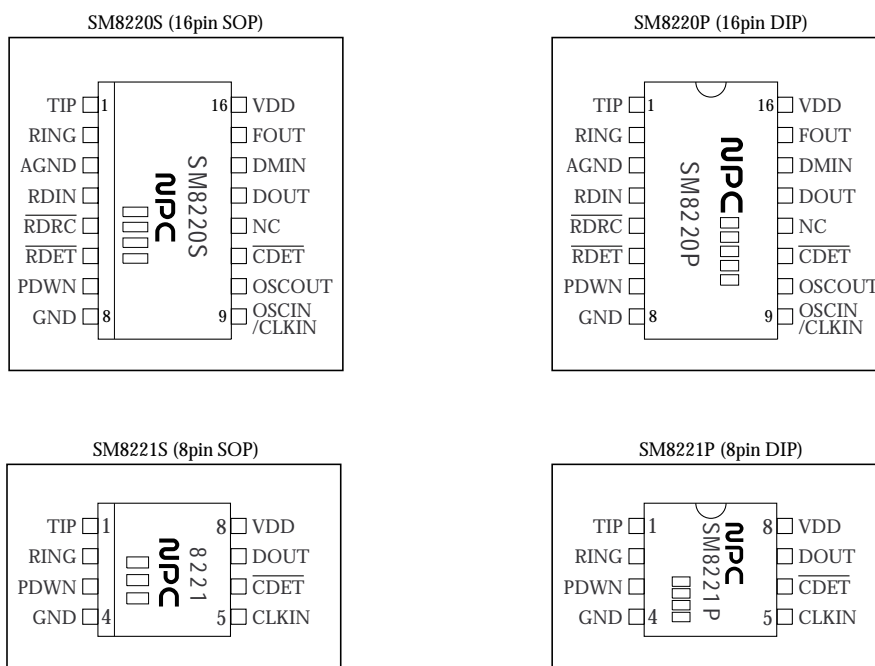 SM8220S (16pin SOP)
TIP 1 16 VDD
RING FOUT
AGND DMIN
RDIN DOUT
RDRC NC
RDET CDET
PDWN OSCOUT
GND 8 9 OSCIN
/CLKIN
NPC
SM8220S
SM8220P (16pin DIP)
TIP 1 16 VDD
RING FOUT
AGND DMIN
RDIN DOUT
RDRC NC
RDET CDET
PDWN OSCOUT
GND 8 9 OSCIN
/CLKIN
NPC
SM8220P
SM8221S (8pin SOP)
TIP 1 8 VDD
RING DOUT
PDWN CDET
GND 4 5 CLKIN
NPC
8221
SM8221P (8pin DIP)
TIP 1 8 VDD
RING DOUT
PDWN CDET
GND 4 5 CLKIN
NPC
SM8221P